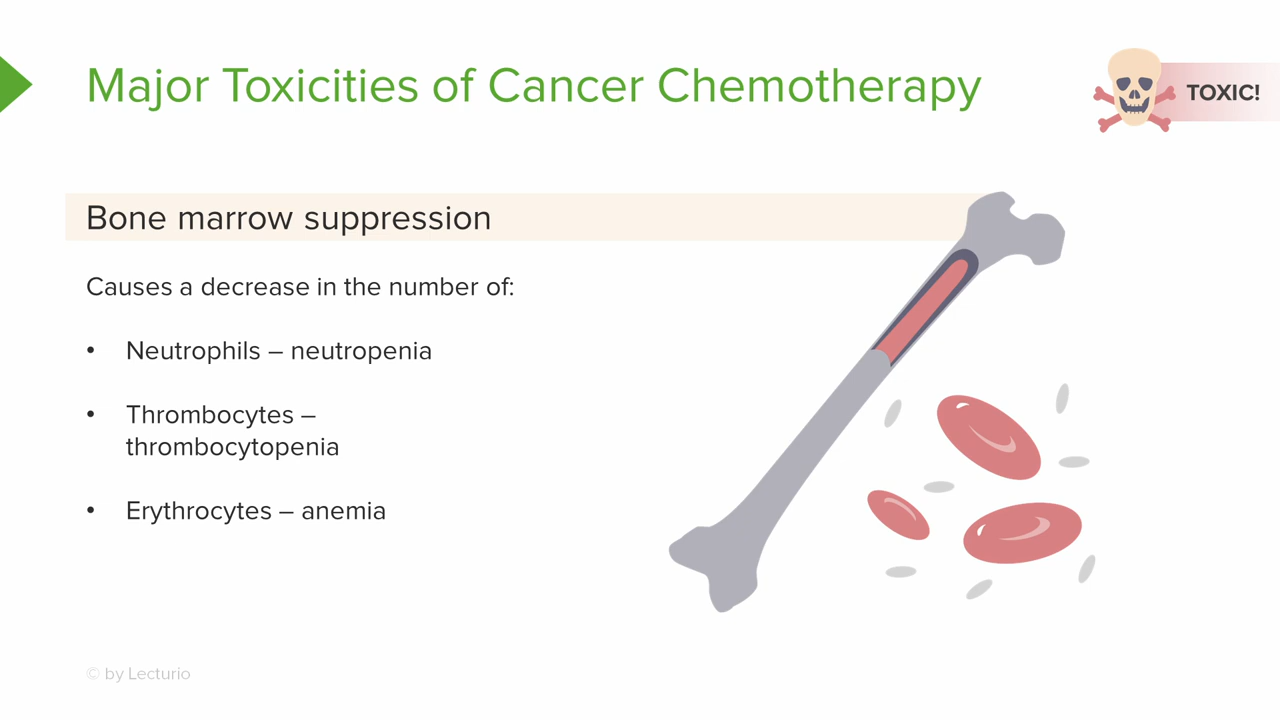 Major Toxicities of Cancer Chemotherapy
TOXIC!
Bone marrow suppression
Causes a decrease in the number of:
• Neutrophils – neutropenia
• Thrombocytes –
thrombocytopenia
• Erythrocytes – anemia
© by Lecturio